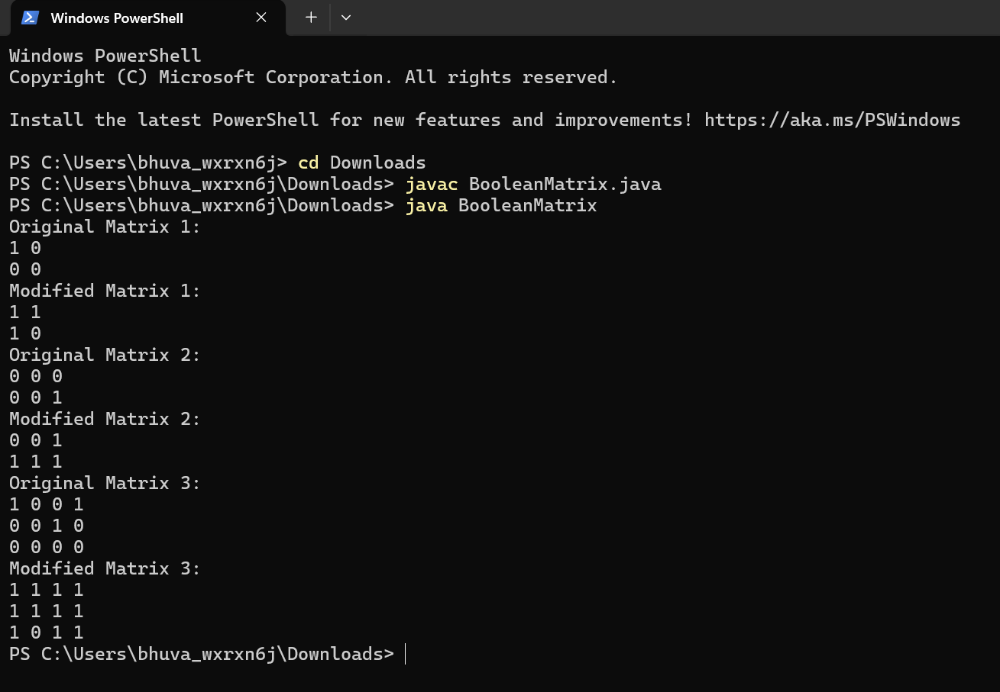 Windows PowerShell
Windows PowerShell
Copyright (C) Microsoft Corporation. All rights reserved.
Install the latest PowerShell for new features and improvements! https://aka.ms/PSWindows
PS C:\Users\bhuva_wxrxn6j> cd Downloads
PS C:\Users\bhuva_wxrxn6j\Downloads> javac BooleanMatrix.java
PS C:\Users\bhuva_wxrxn6j\Downloads> java BooleanMatrix
Original Matrix 1:
1 0
0 0
Modified Matrix 1:
1 1
1 0
Original Matrix 2:
0 0 0
0 0 1
Modified Matrix 2:
0 0 1
1 1 1
Original Matrix 3:
1 0 0 1
0 0 1 0
0 0 0 0
Modified Matrix 3:
1 1 1 1
1 1 1 1
1 0 1 1
PS C:\Users\bhuva_wxrxn6j\Downloads>